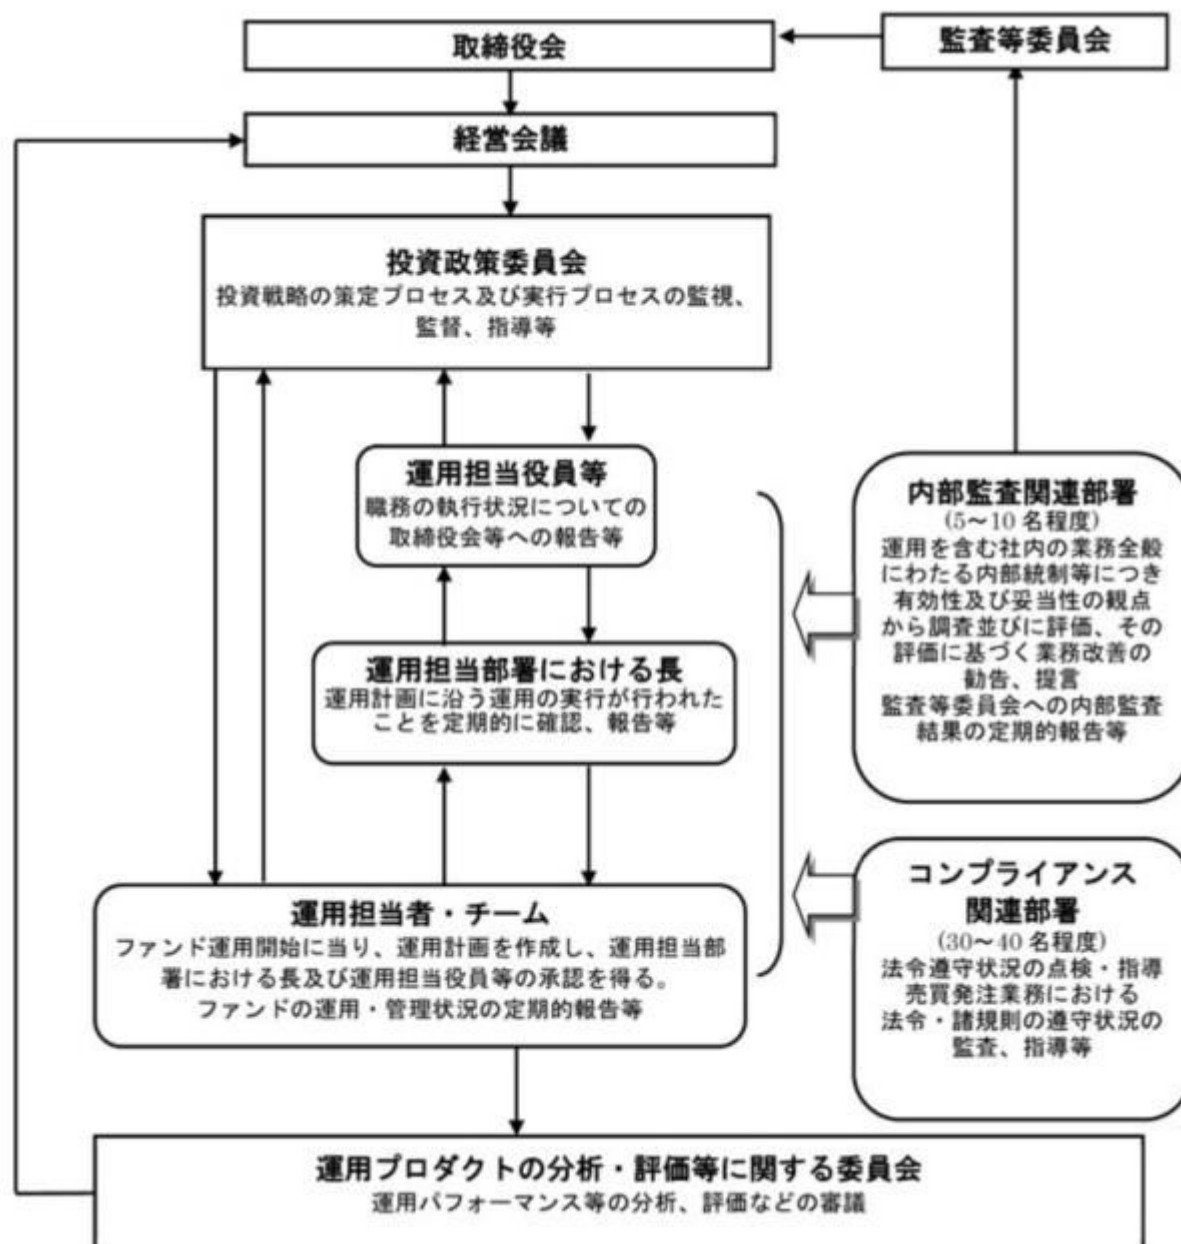 取締役会
監査等委員会
経営会議
投資政策委員会
投資戦略の策定プロセス及び実行プロセスの監視、
監督、指導等
運用担当役員等
職務の執行状況についての
取締役会等への報告等
運用担当部署における長
運用計画に沿う運用の実行が行われた
ことを定期的に確認、報告等
運用担当者・チーム
ファンド運用開始に当り、運用計画を作成し、運用担当部
署における長及び運用担当役員等の承認を得る。
ファンドの運用・管理状況の定期的報告等
内部監査関連部署
(5～10 名程度)
運用を含む社内の業務全般
にわたる内部統制等につき
有効性及び妥当性の観点
から調査並びに評価、その
評価に基づく業務改善の
勧告、提言
監査等委員会への内部監査
結果の定期的報告等
コンプライアンス
関連部署
(30～40 名程度)
法令遵守状況の点検・指導
売買発注業務における
法令・諸規則の遵守状況の
監査、指導等
運用プロダクトの分析・評価等に関する委員会
運用パフォーマンス等の分析、評価などの審議